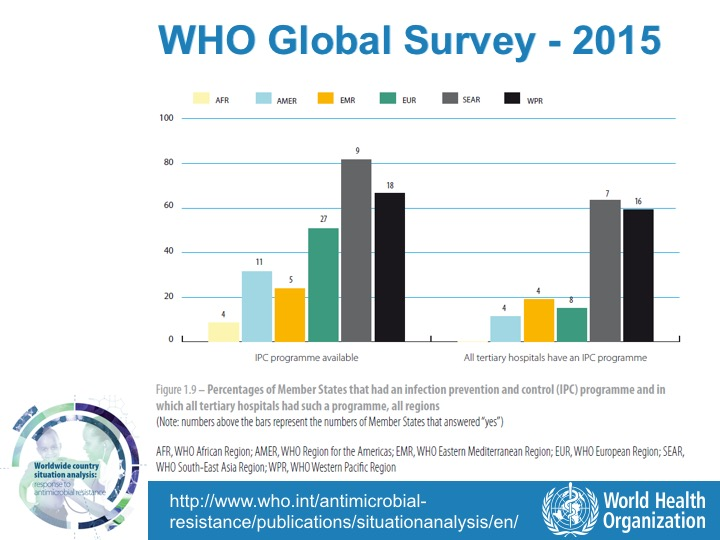 WHO Global Survey - 2015
AFR AMER EMR EUR SEAR WPR
100
80
60
40
20
0
4
11
5
27
9
18
4
4
8
7
16
IPC programme available
All tertiary hospitals have an IPC programme
Figure 1.9 – Percentages of Member States that had an infection prevention and control (IPC) programme and in
which all tertiary hospitals had such a programme, all regions
(Note: numbers above the bars represent the numbers of Member States that answered “yes”)
AFR, WHO African Region; AMER, WHO Region for the Americas; EMR, WHO Eastern Mediterranean Region; EUR, WHO European Region; SEAR,
WHO South-East Asia Region; WPR, WHO Western Pacific Region
Worldwide country
situation analysis:
response to
antimicrobial resistance
http://www.who.int/antimicrobial-
resistance/publications/situationanalysis/en/
World Health
Organization